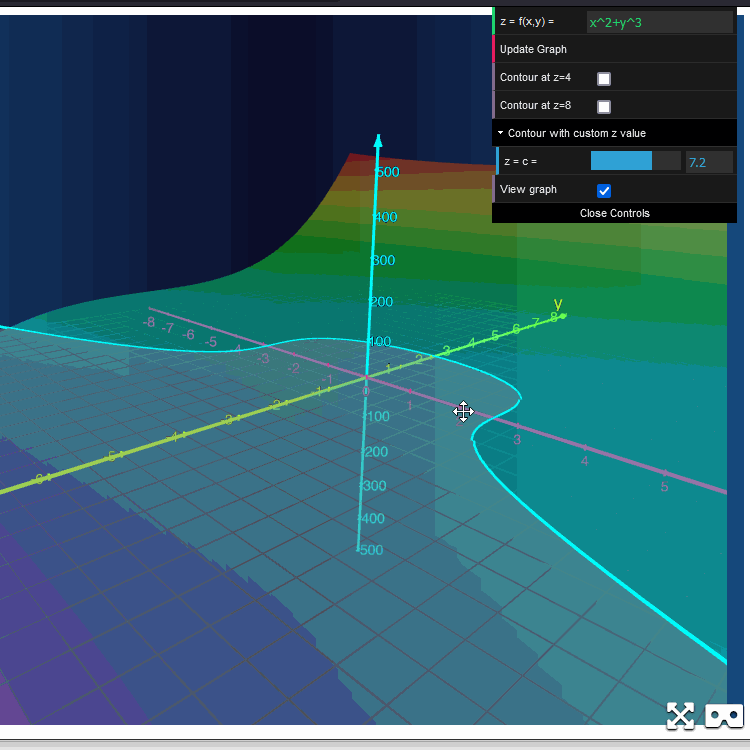 z = f(x,y) = x^2+y^3
Update Graph
Contour at z=4
Contour at z=8
Contour with custom z value
z = c = 7.2
View graph
Close Controls
500
400
300
200
100
0
-100
-200
-300
-400
-500
y
8
7
6
5
4
3
2
1
-1
-2
-3
-4
-5
-6
-8 -7 -6 -5 -4 -3 -2 -1
1
3
4
5